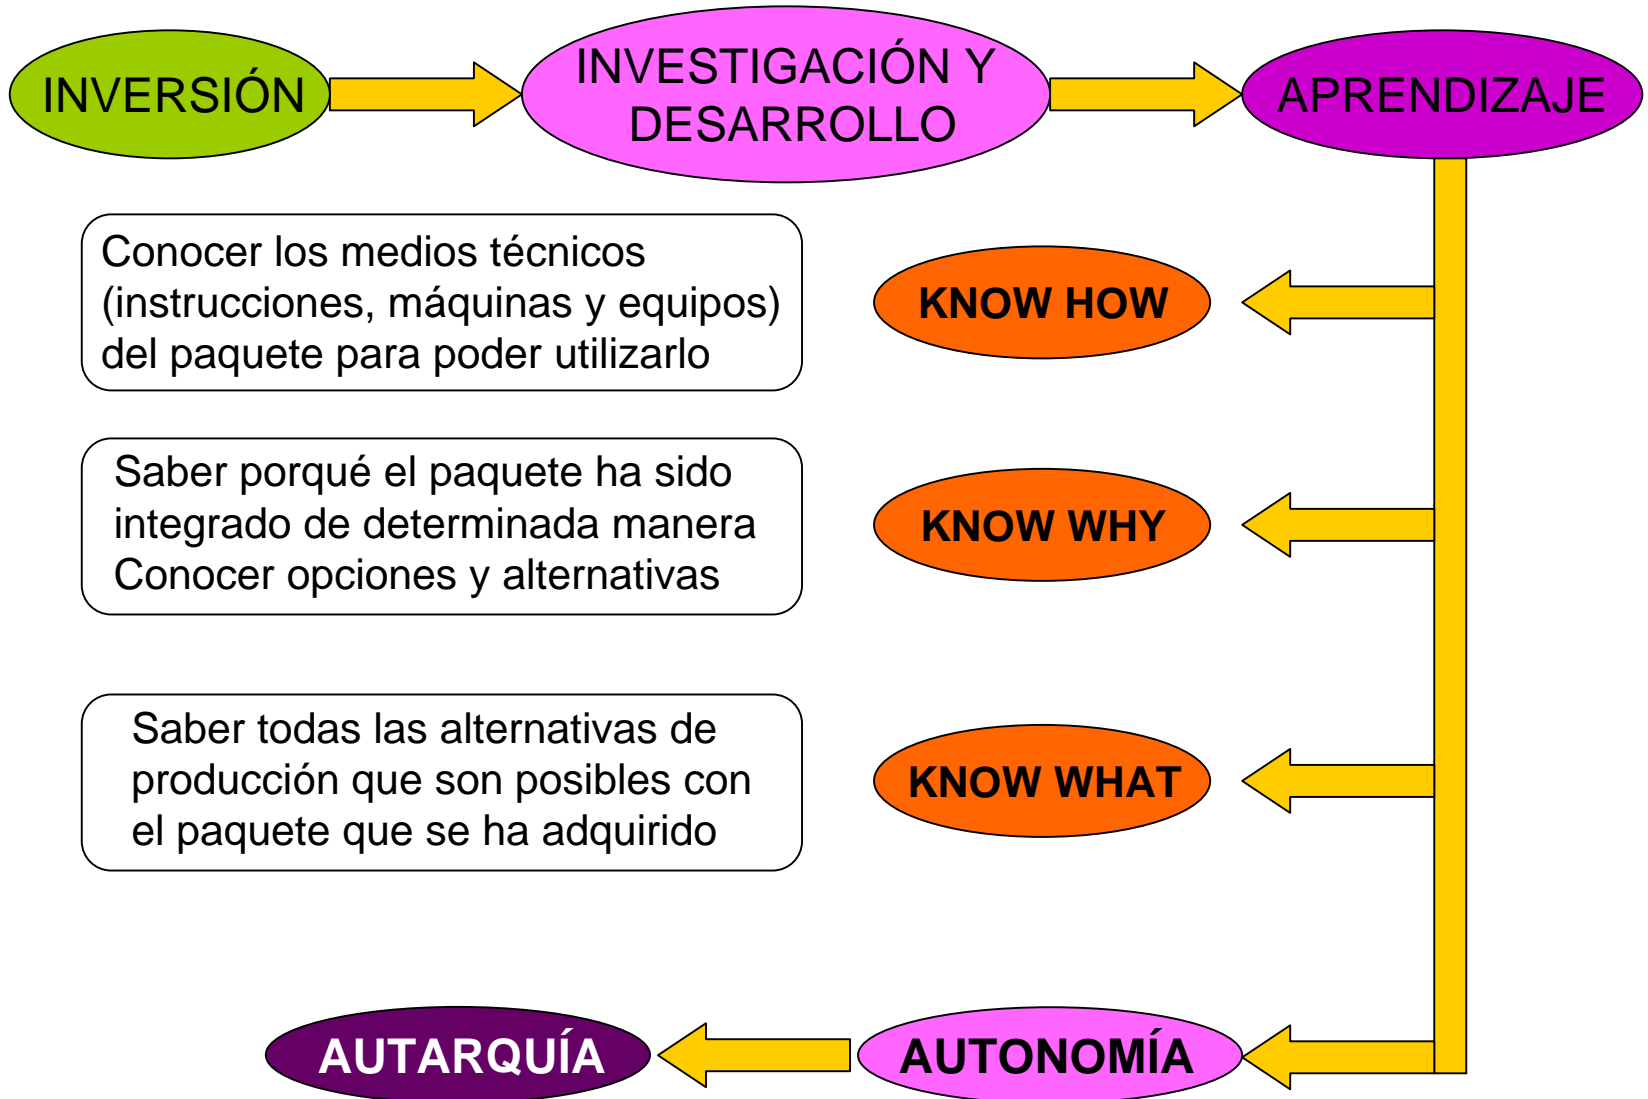 INVERSIÓN
INVESTIGACIÓN Y
DESARROLLO
APRENDIZAJE
Conocer los medios técnicos
(instrucciones, máquinas y equipos)
del paquete para poder utilizarlo
KNOW HOW
Saber porqué el paquete ha sido
integrado de determinada manera
Conocer opciones y alternativas
KNOW WHY
Saber todas las alternativas de
producción que son posibles con
el paquete que se ha adquirido
KNOW WHAT
AUTARQUÍA
AUTONOMÍA